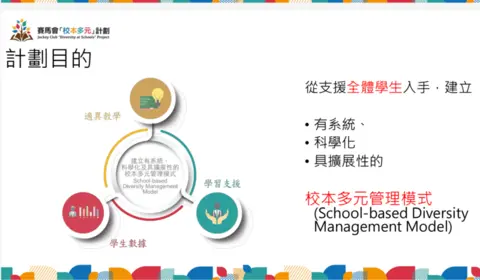 賽馬會「校本多元」計劃
Jockey Club "Diversity at Schools" Project
計劃目的
適異教學
建立有系統、
科學化及具擴展性的
校本多元管理模式
School-based
Diversity Management
Model
學習支援
學生數據
從支援全體學生入手，建立
• 有系統、
• 科學化
• 具擴展性的
校本多元管理模式
(School-based Diversity
Management Model)